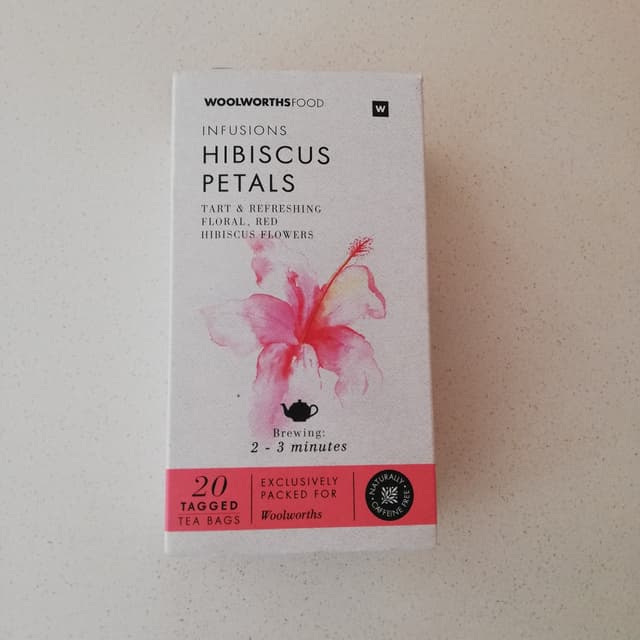 WOOLWORTHSFOOD
W
INFUSIONS
HIBISCUS
PETALS
TART & REFRESHING
FLORAL, RED
HIBISCUS FLOWERS
Brewing:
2 - 3 minutes
20
TAGGED
TEA BAGS
EXCLUSIVELY
PACKED FOR
Woolworths
NATURALLY
CAFFEINE FREE